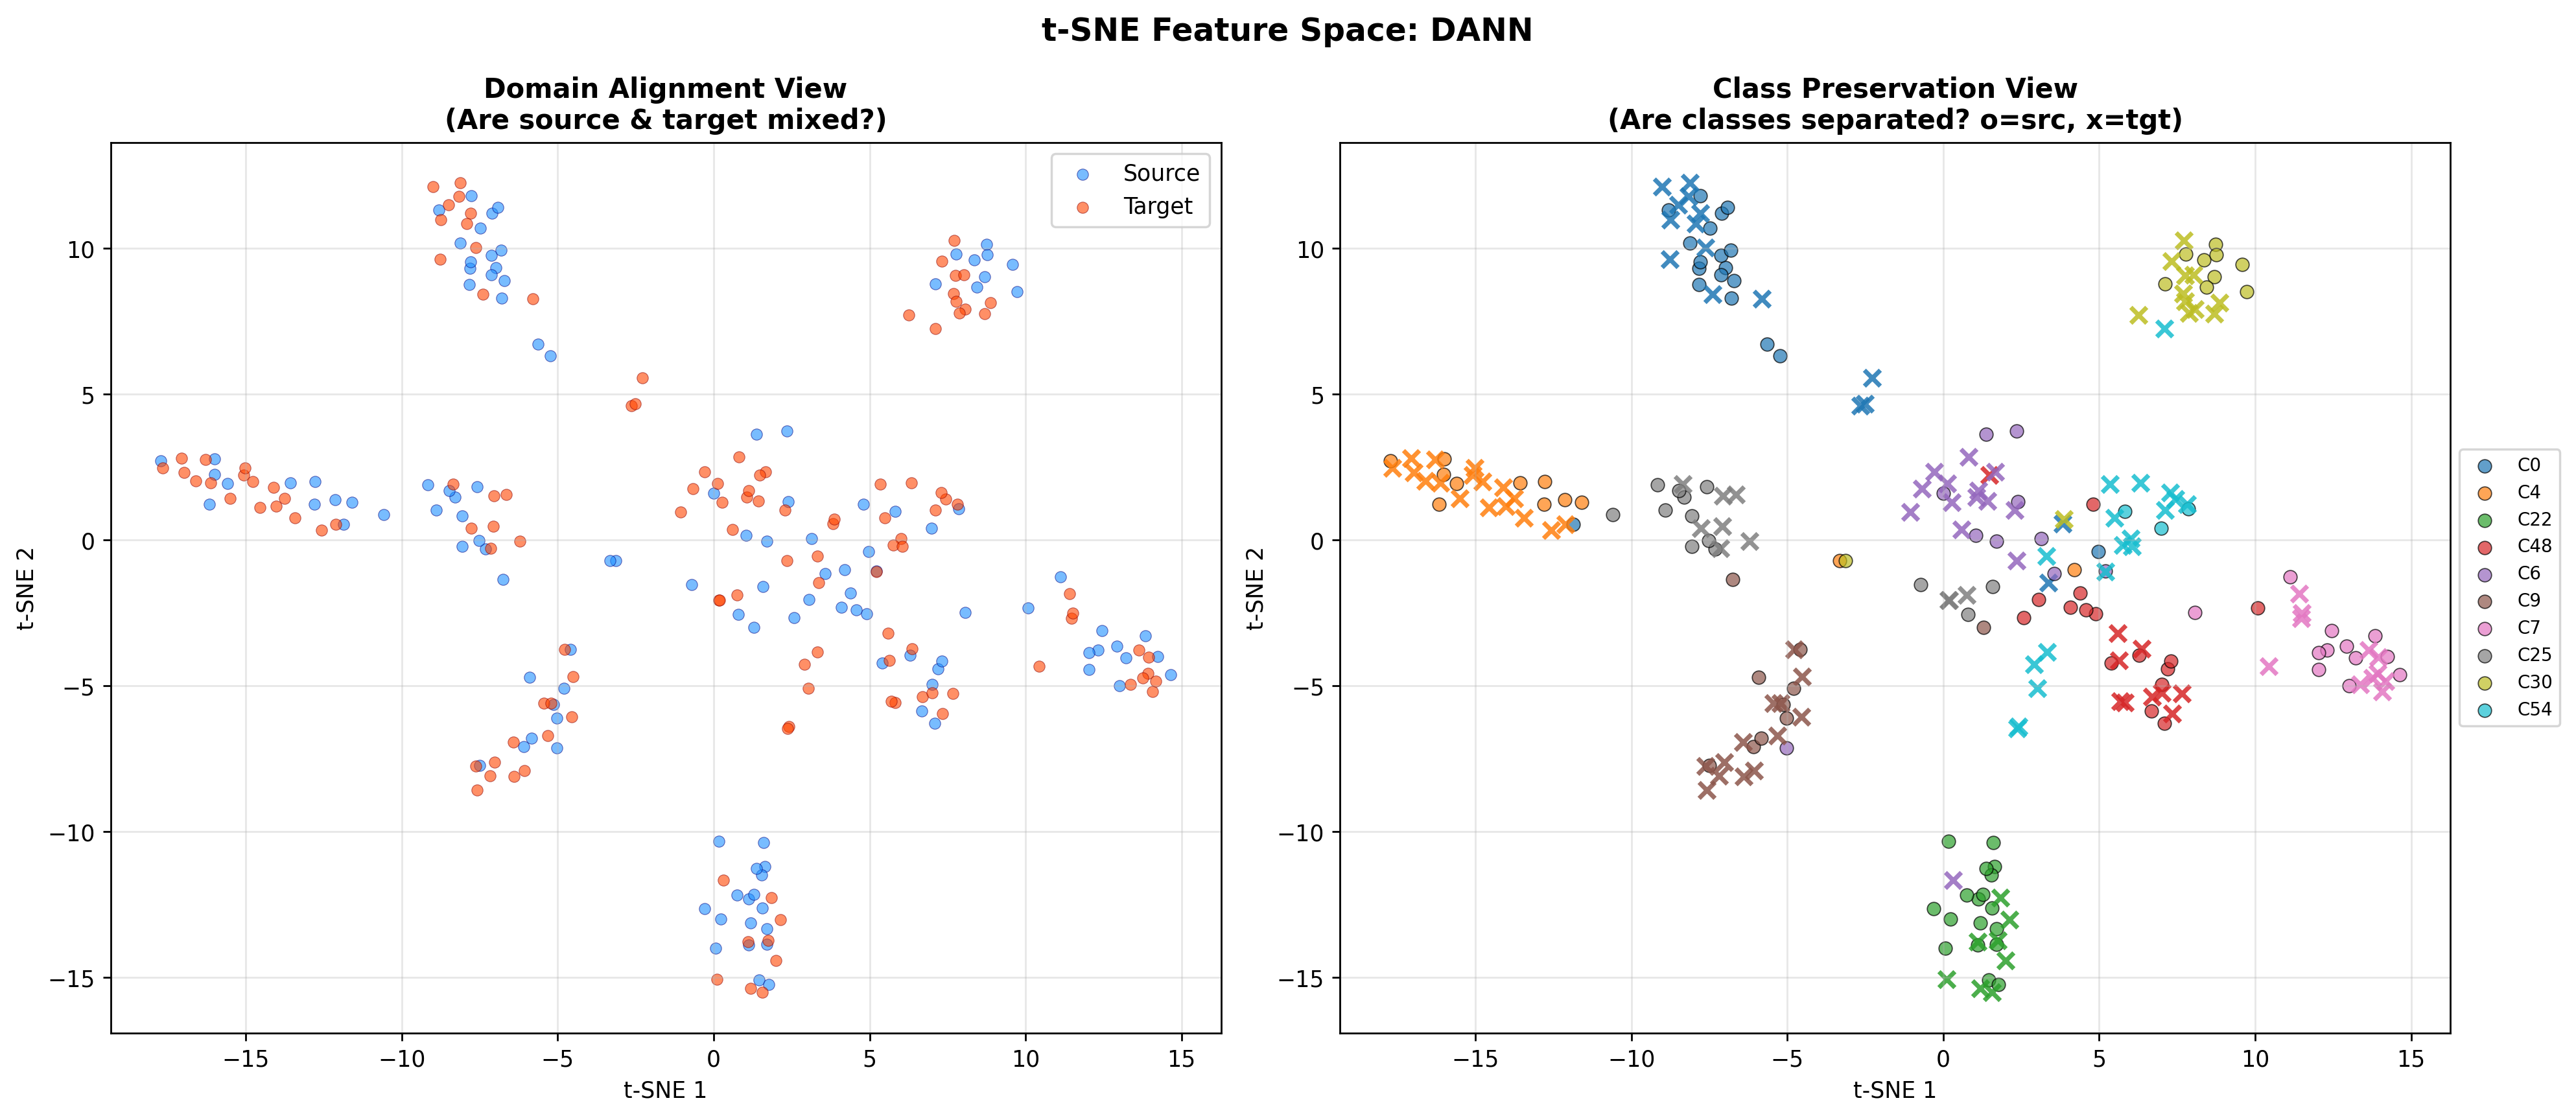 t-SNE Feature Space: DANN
Domain Alignment View
(Are source & target mixed?)
Source
Target
10
5
0
−5
−10
−15
−15
−10
−5
0
5
10
15
t-SNE 2
t-SNE 1
Class Preservation View
(Are classes separated? o=src, x=tgt)
10
5
0
−5
−10
−15
−15
−10
−5
0
5
10
15
t-SNE 2
t-SNE 1
C0
C4
C22
C48
C6
C9
C7
C25
C30
C54